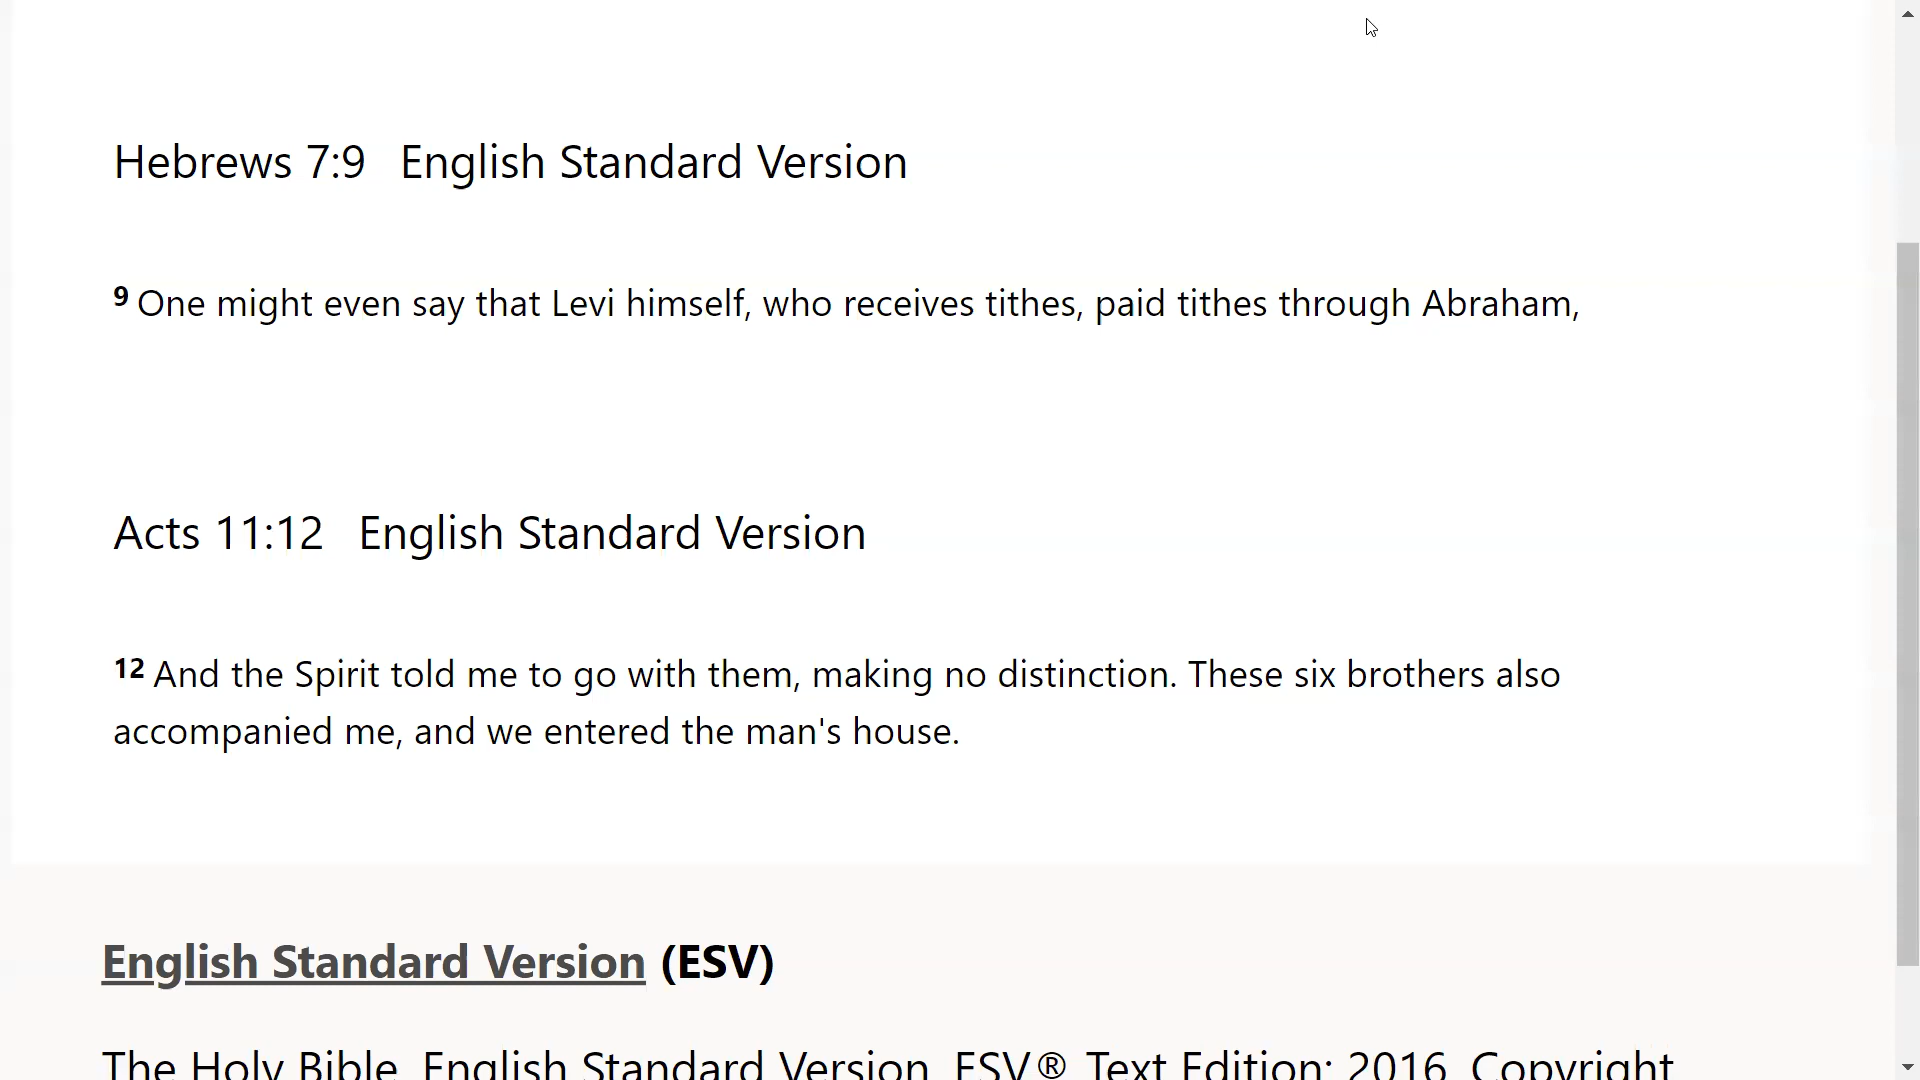 Hebrews 7:9 English Standard Version
9 One might even say that Levi himself, who receives tithes, paid tithes through Abraham,
Acts 11:12 English Standard Version
12 And the Spirit told me to go with them, making no distinction. These six brothers also
accompanied me, and we entered the man's house.
English Standard Version (ESV)
The Holy Bible, English Standard Version. ESV® Text Edition: 2016. Copyright